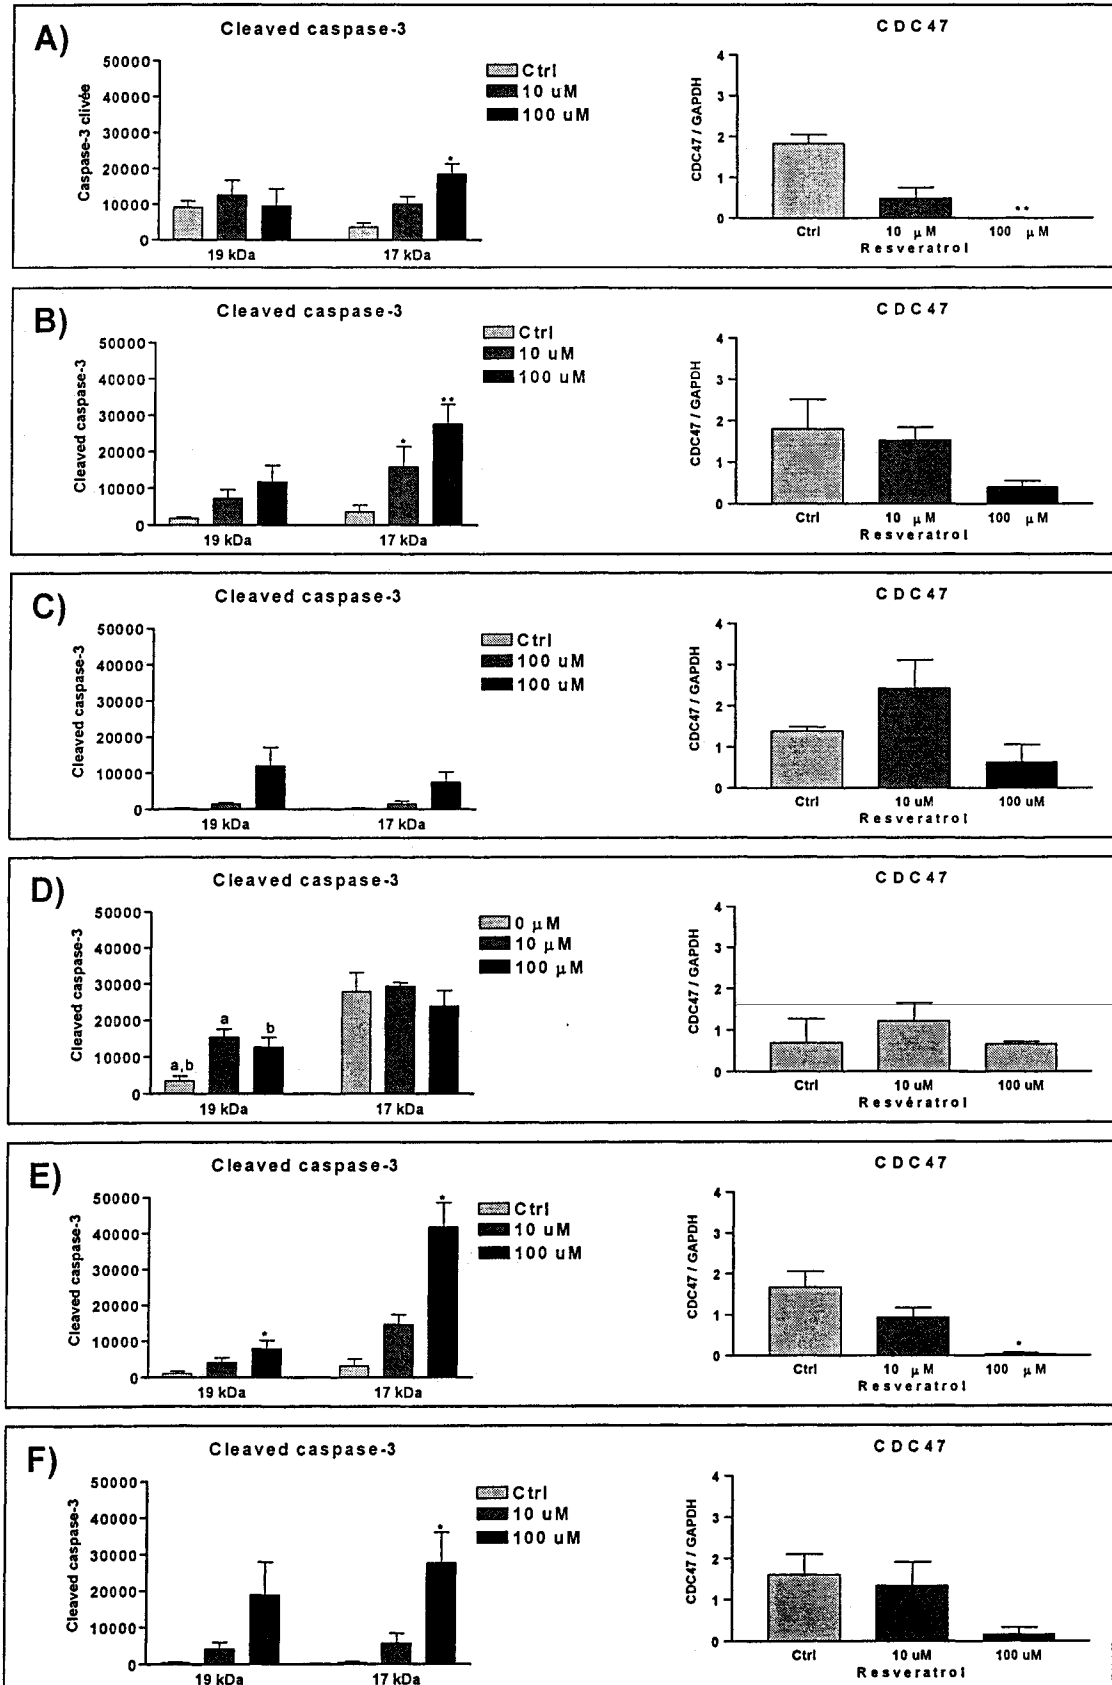 A)
Cleaved caspase-3
Caspase-3 clivée
50000
40000
30000
20000
10000
0
*
19 kDa
17 kDa
Ctrl
10 uM
100 uM
CDC47
CDC47 / GAPDH
4
3
2
1
0
**
Ctrl
10 μM
100 μM
Resveratrol
B)
Cleaved caspase-3
Cleaved caspase-3
50000
40000
30000
20000
10000
0
*
**
19 kDa
17 kDa
Ctrl
10 uM
100 uM
CDC47
CDC47 / GAPDH
4
3
2
1
0
Ctrl
10 μM
100 μM
Resveratrol
C)
Cleaved caspase-3
Cleaved caspase-3
50000
40000
30000
20000
10000
0
19 kDa
17 kDa
Ctrl
100 uM
100 uM
CDC47
CDC47 / GAPDH
4
3
2
1
0
Ctrl
10 uM
100 uM
Resveratrol
D)
Cleaved caspase-3
Cleaved caspase-3
50000
40000
30000
20000
10000
0
a,b
a
b
19 kDa
17 kDa
0 μM
10 μM
100 μM
CDC47
CDC47 / GAPDH
4
3
2
1
0
Ctrl
10 uM
100 uM
Resvératrol
E)
Cleaved caspase-3
Cleaved caspase-3
50000
40000
30000
20000
10000
0
*
*
19 kDa
17 kDa
Ctrl
10 uM
100 uM
CDC47
CDC47 / GAPDH
4
3
2
1
0
*
Ctrl
10 μM
100 μM
Resveratrol
F)
Cleaved caspase-3
Cleaved caspase-3
50000
40000
30000
20000
10000
0
*
19 kDa
17 kDa
Ctrl
10 uM
100 uM
CDC47
CDC47 / GAPDH
4
3
2
1
0
Ctrl
10 uM
100 uM
Resveratrol